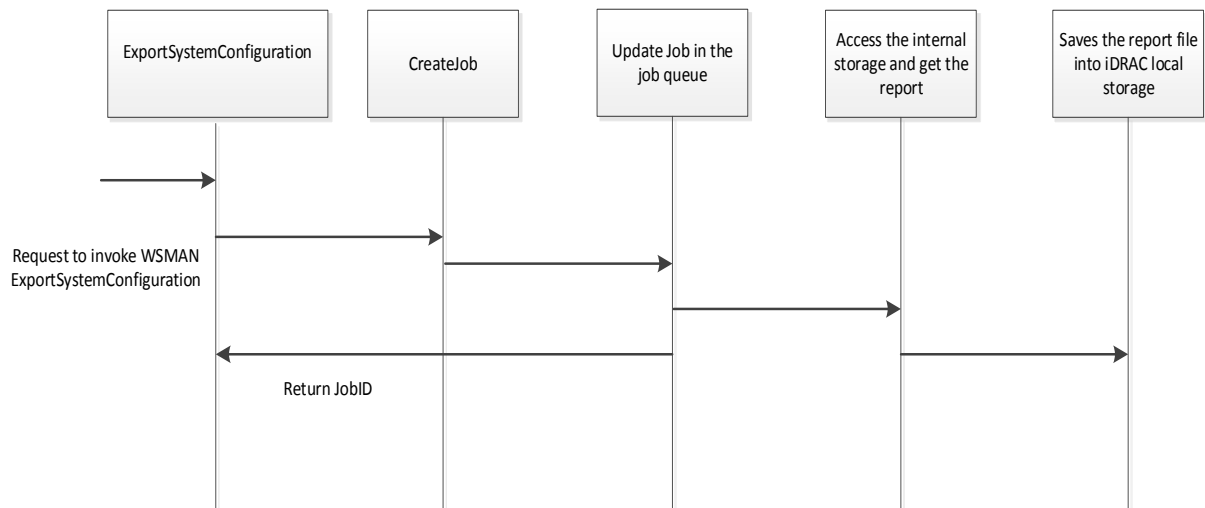 ExportSystemConfiguration
CreateJob
Update Job in the
job queue
Access the internal
storage and get the
report
Saves the report file
into iDRAC local
storage
Request to invoke WSMAN
ExportSystemConfiguration
Return JobID